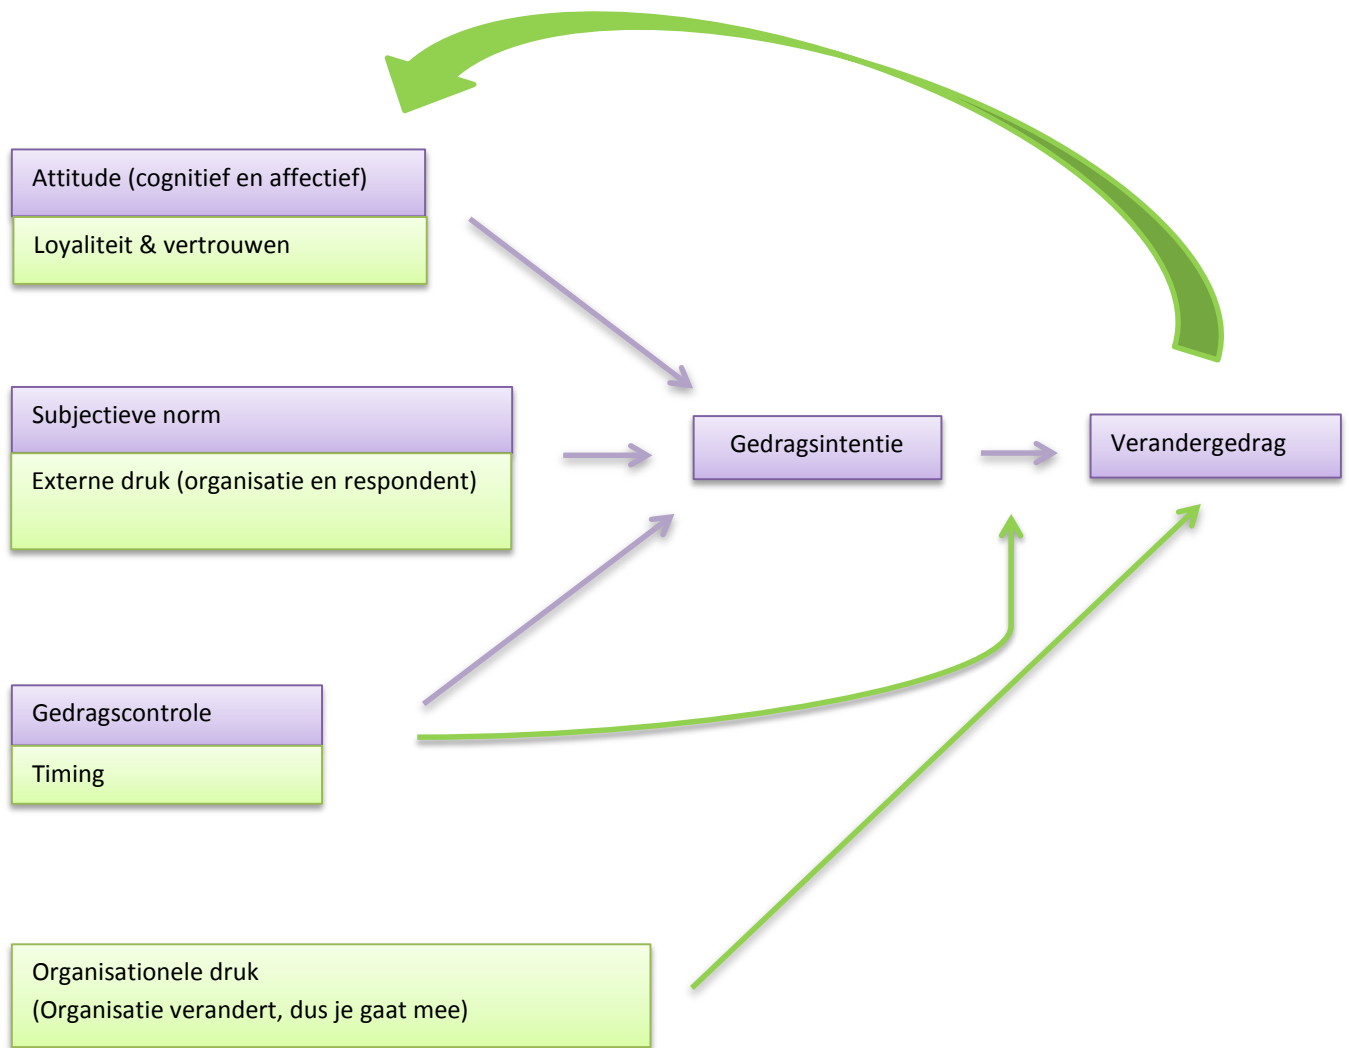 Attitude (cognitief en affectief)
Loyaliteit & vertrouwen
Subjectieve norm
Externe druk (organisatie en respondent)
Gedragsintentie
Verandergedrag
Gedragscontrole
Timing
Organisationele druk
(Organisatie verandert, dus je gaat mee)